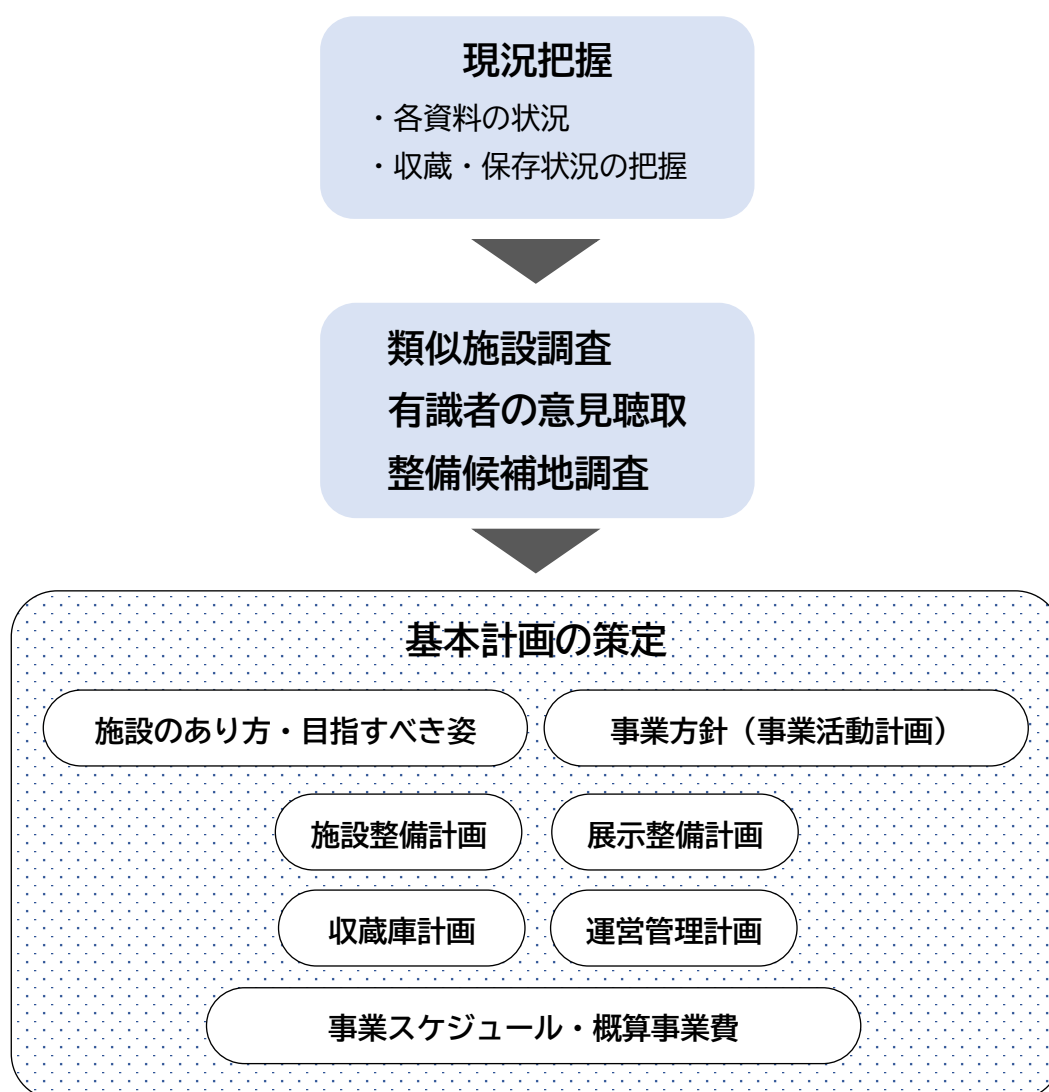 現況把握
・各資料の状況
・収蔵・保存状況の把握
類似施設調査
有識者の意見聴取
整備候補地調査
基本計画の策定
施設のあり方・目指すべき姿
事業方針（事業活動計画）
施設整備計画
展示整備計画
収蔵庫計画
運営管理計画
事業スケジュール・概算事業費